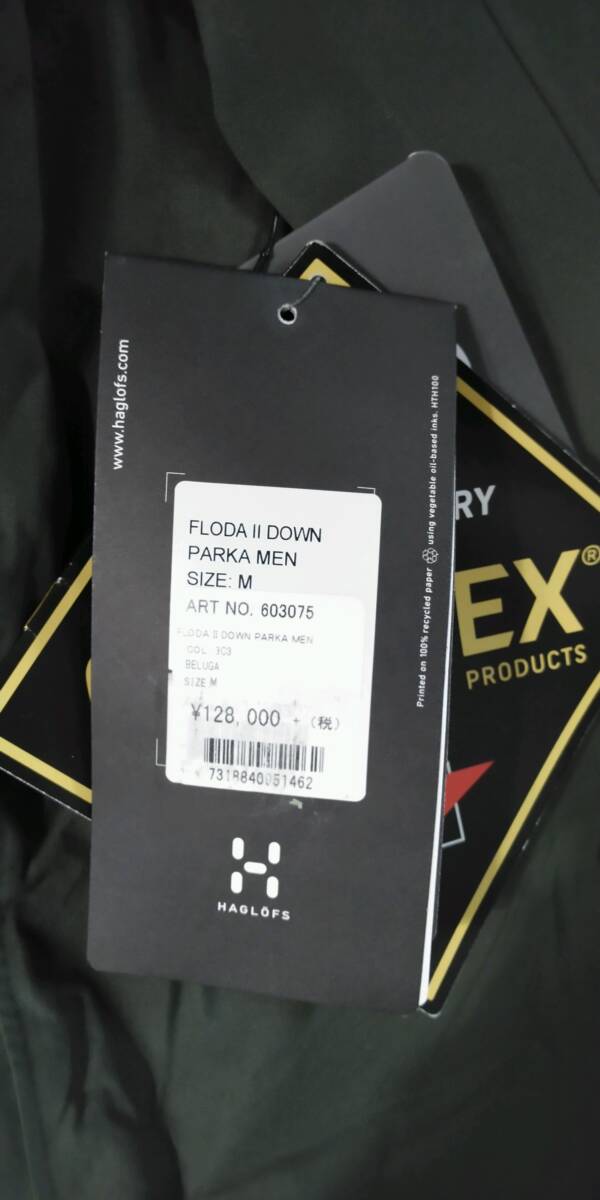 www.haglofs.com
FLODA II DOWN
PARKA MEN
SIZE: M
ART NO. 603075
FLODA II DOWN PARKA MEN
COL
BELUGA
SIZE M
¥128,000 + (税)
7318840051462
HAGLÖFS
Printed on 100% recycled paper using vegetable oil-based inks. HTH100
RY
EX®
PRODUCTS